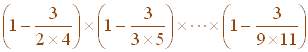 (1 - 3/(2×4)) × (1 - 3/(3×5)) × ⋯ × (1 - 3/(9×11))